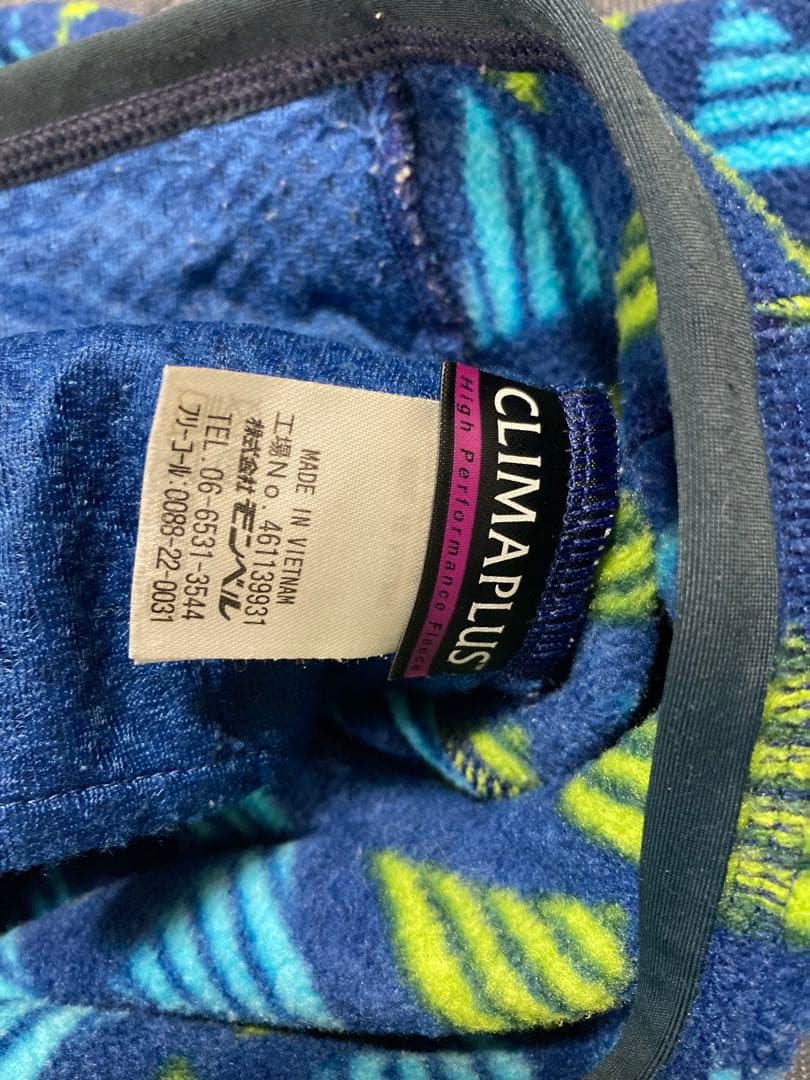 CLIMAPLUS™
High Performance Fleece
MADE IN VIETNAM
工場No. 461139931
株式会社 モンベル
TEL. 06-6531-3544
フリーコール: 0088-22-0031